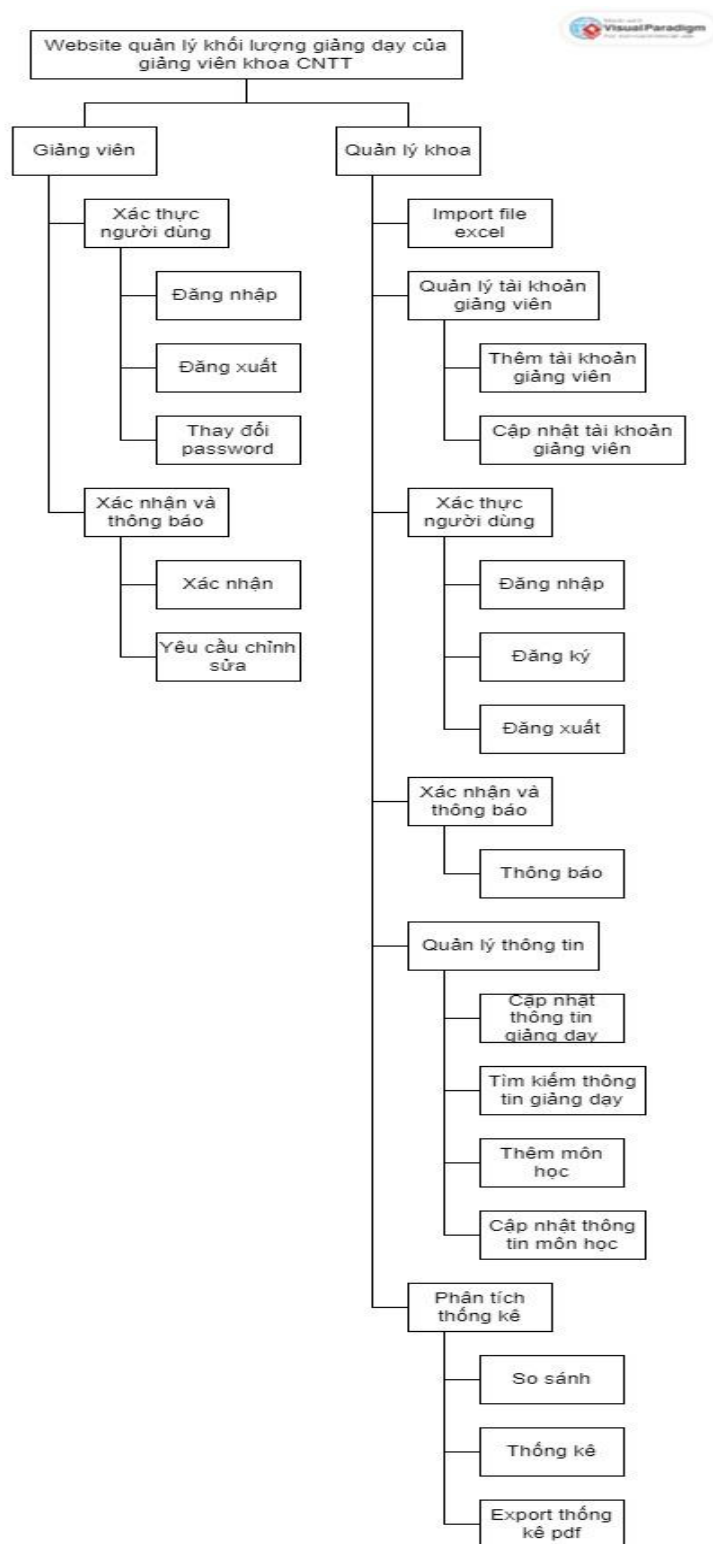 VisualParadigm
Website quản lý khối lượng giảng dạy của
giảng viên khoa CNTT
Giảng viên
Xác thực
người dùng
Đăng nhập
Đăng xuất
Thay đổi
password
Xác nhận và
thông báo
Xác nhận
Yêu cầu chỉnh
sửa
Quản lý khoa
Import file
excel
Quản lý tài khoản
giảng viên
Thêm tài khoản
giảng viên
Cập nhật tài khoản
giảng viên
Xác thực
người dùng
Đăng nhập
Đăng ký
Đăng xuất
Xác nhận và
thông báo
Thông báo
Quản lý thông tin
Cập nhật
thông tin
giảng dạy
Tìm kiếm thông
tin giảng dạy
Thêm môn
học
Cập nhật thông
tin môn học
Phân tích
thống kê
So sánh
Thống kê
Export thống
kê pdf